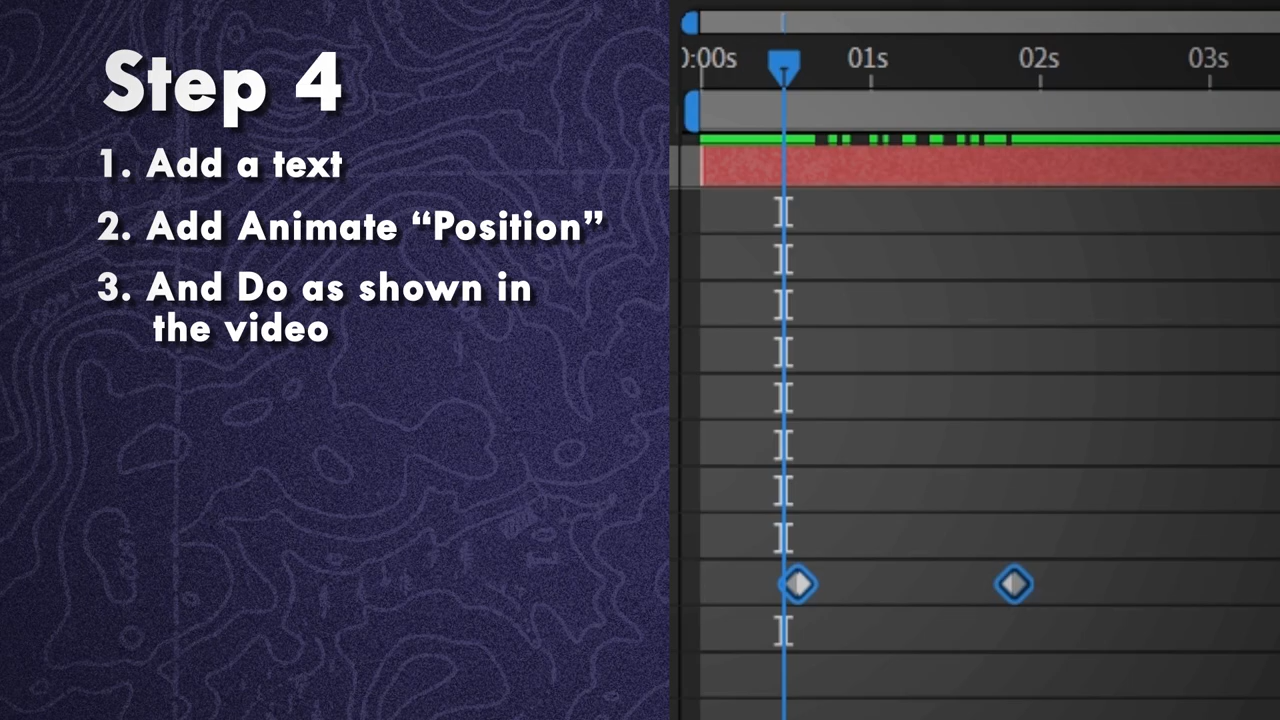 Step 4
1. Add a text
2. Add Animate “Position”
3. And Do as shown in
the video
0:00s 01s 02s 03s